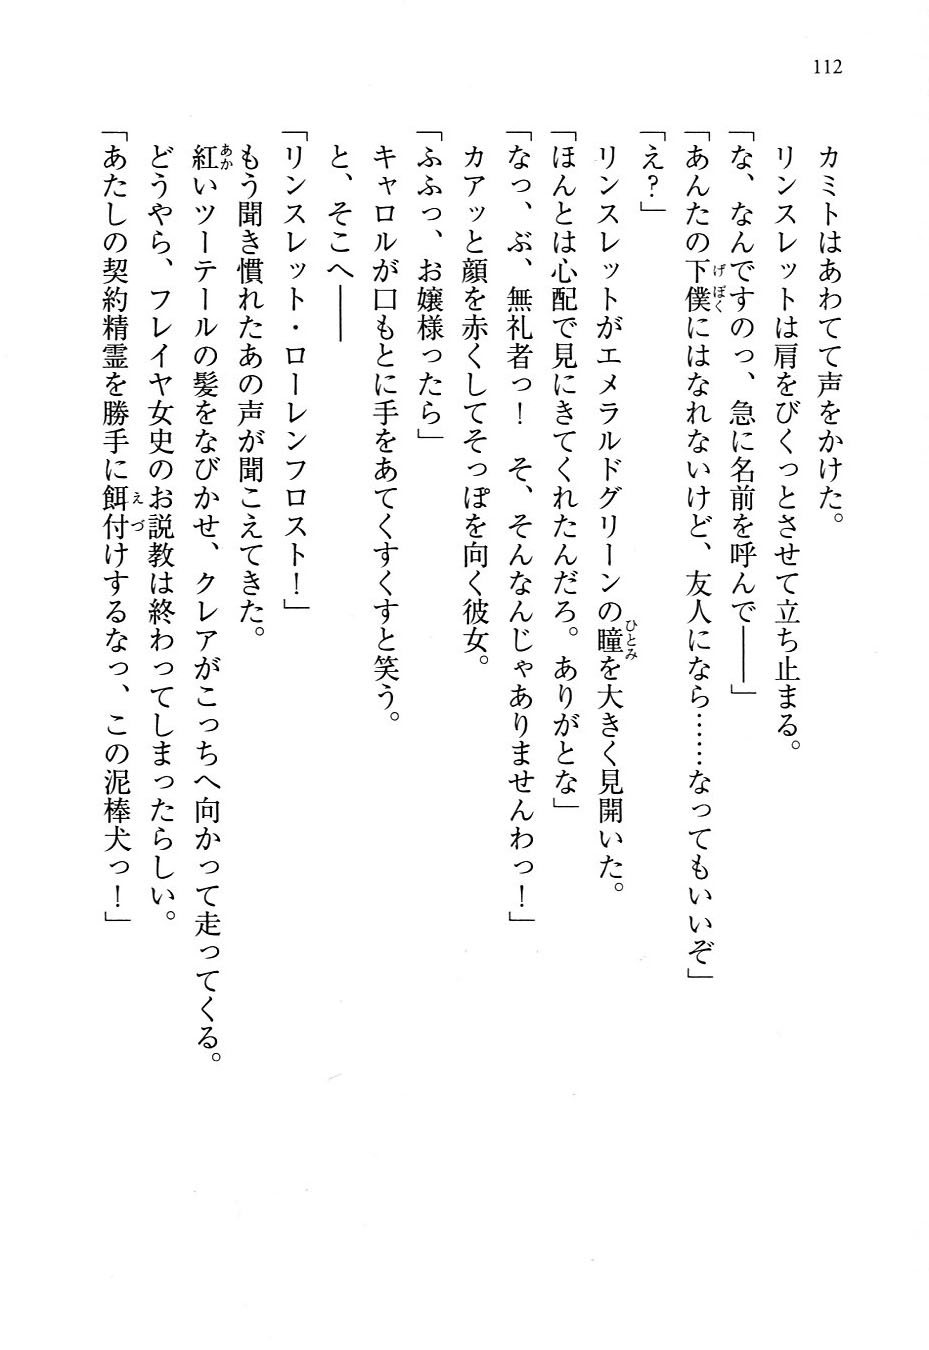 112
カミトはあわてて声をかけた。
リンスレットは肩をびくっとさせて立ち止まる。
「な、なんですのっ、急に名前を呼んで――」
「あんたの下僕にはなれないけど、友人になら……なってもいいぞ」
「え？」
リンスレットがエメラルドグリーンの瞳を大きく見開いた。
「ほんとは心配で見にきてくれたんだろ。ありがとな」
「なっ、ぶ、無礼者っ！　そ、そんなんじゃありませんわっ！」
カアッと顔を赤くしてそっぽを向く彼女。
「ふふっ、お嬢様ったら」
キャロルが口もとに手をあてくすくすと笑う。
と、そこへ――
「リンスレット・ローレンフロスト！」
もう聞き慣れたあの声が聞こえてきた。
紅いツーテールの髪をなびかせ、クレアがこっちへ向かって走ってくる。
どうやら、フレイヤ女史のお説教は終わってしまったらしい。
「あたしの契約精霊を勝手に餌付けするなっ、この泥棒犬っ！」